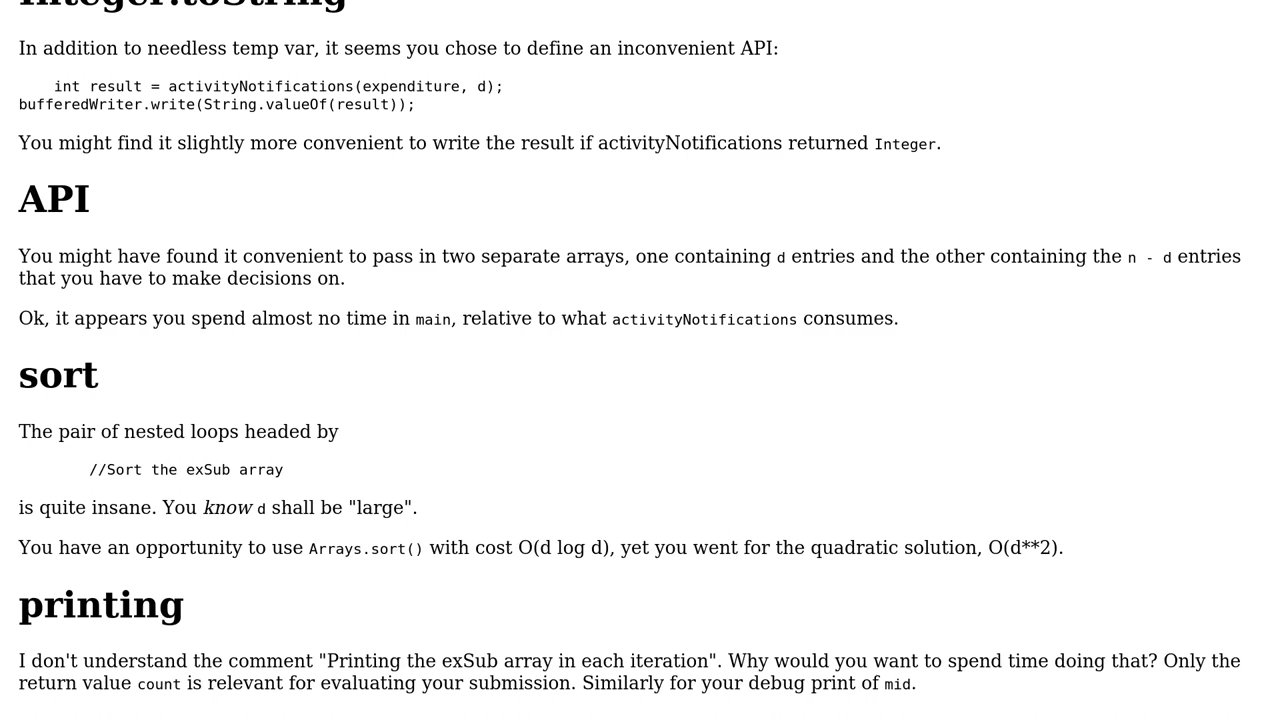 Integer.toString
In addition to needless temp var, it seems you chose to define an inconvenient API:
int result = activityNotifications(expenditure, d);
bufferedWriter.write(String.valueOf(result));
You might find it slightly more convenient to write the result if activityNotifications returned Integer.
API
You might have found it convenient to pass in two separate arrays, one containing d entries and the other containing the n - d entries
that you have to make decisions on.
Ok, it appears you spend almost no time in main, relative to what activityNotifications consumes.
sort
The pair of nested loops headed by
//Sort the exSub array
is quite insane. You know d shall be "large".
You have an opportunity to use Arrays.sort() with cost O(d log d), yet you went for the quadratic solution, O(d**2).
printing
I don't understand the comment "Printing the exSub array in each iteration". Why would you want to spend time doing that? Only the
return value count is relevant for evaluating your submission. Similarly for your debug print of mid.